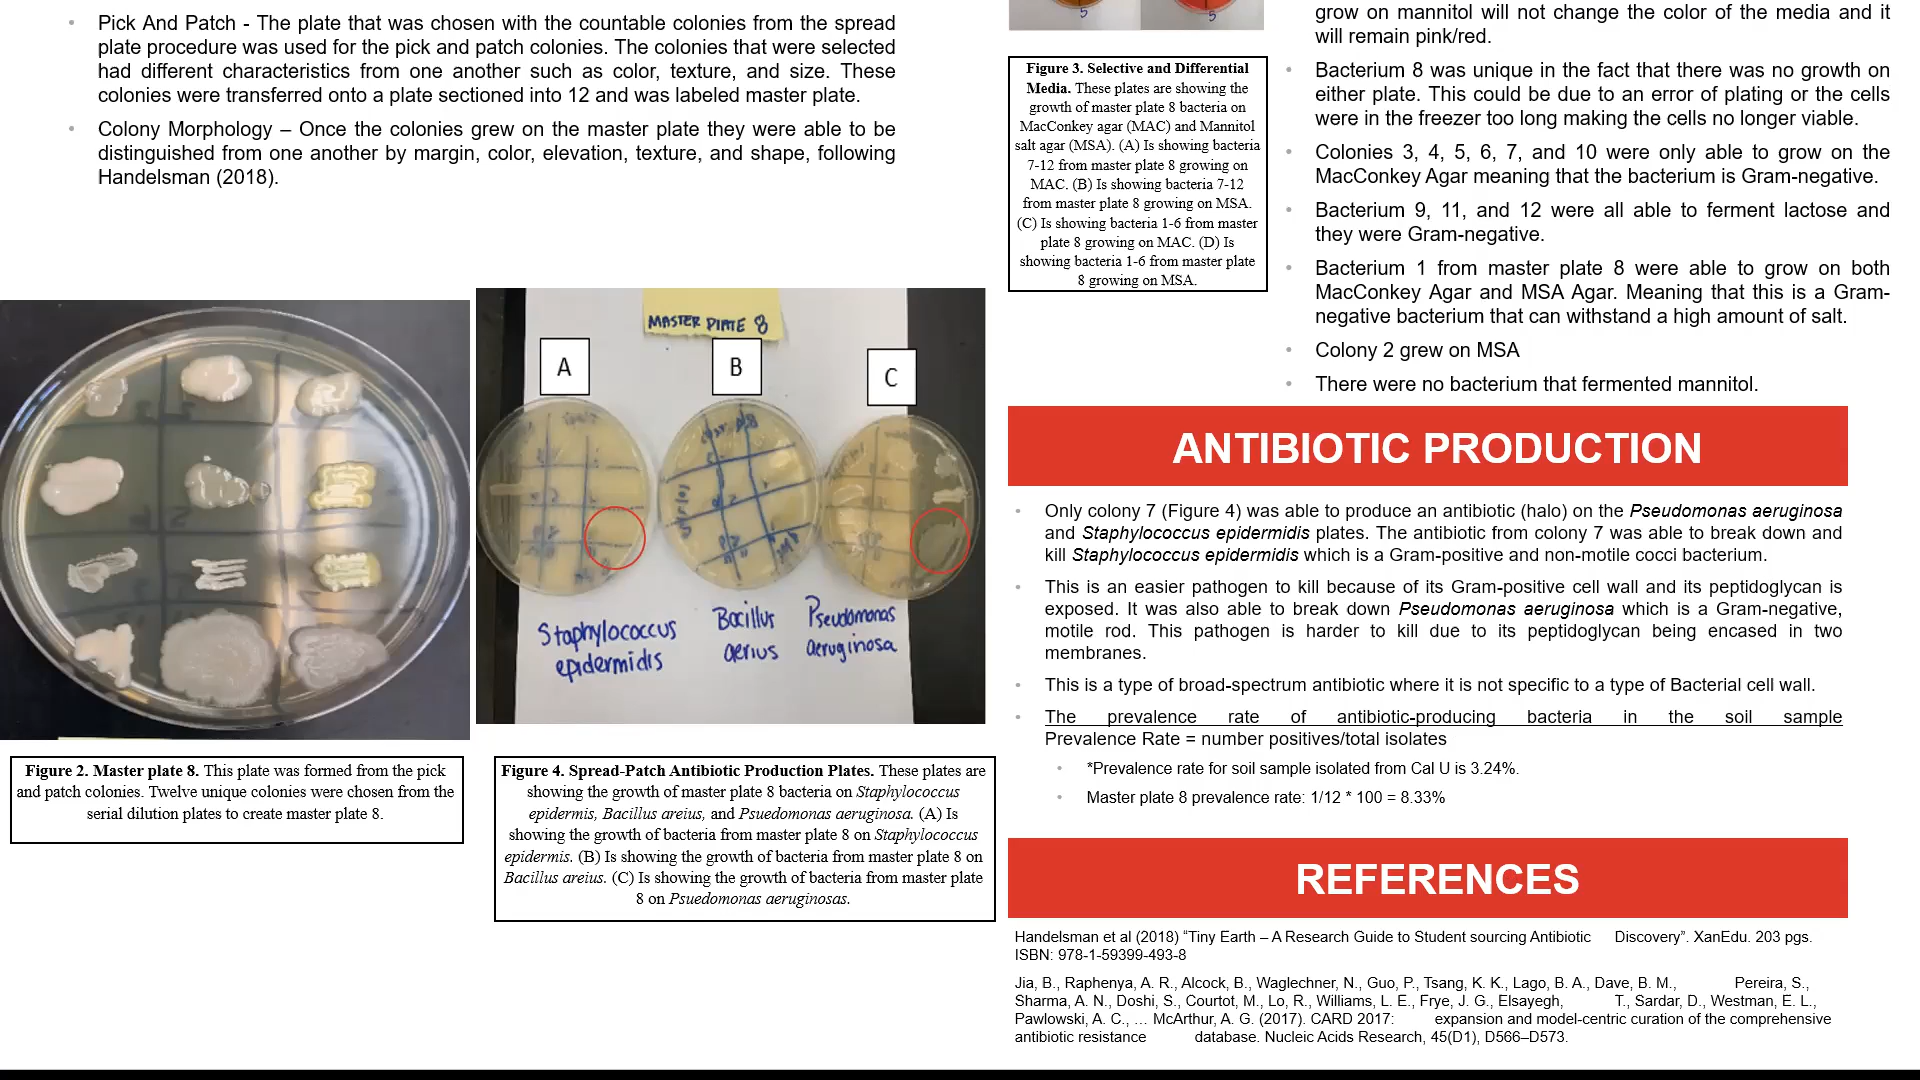 Pick And Patch - The plate that was chosen with the countable colonies from the spread
plate procedure was used for the pick and patch colonies. The colonies that were selected
had different characteristics from one another such as color, texture, and size. These
colonies were transferred onto a plate sectioned into 12 and was labeled master plate.
Colony Morphology – Once the colonies grew on the master plate they were able to be
distinguished from one another by margin, color, elevation, texture, and shape, following
Handelsman (2018).
Figure 2. Master plate 8. This plate was formed from the pick
and patch colonies. Twelve unique colonies were chosen from the
serial dilution plates to create master plate 8.
MASTER PLATE 8
A
B
C
Staphylococcus
epidermidis
Bacillus
aerius
Pseudomonas
aeruginosa
Figure 4. Spread-Patch Antibiotic Production Plates. These plates are
showing the growth of master plate 8 bacteria on Staphylococcus
epidermis, Bacillus areius, and Psuedomonas aeruginosa. (A) Is
showing the growth of bacteria from master plate 8 on Staphylococcus
epidermis. (B) Is showing the growth of bacteria from master plate 8 on
Bacillus areius. (C) Is showing the growth of bacteria from master plate
8 on Psuedomonas aeruginosas.
5
5
Figure 3. Selective and Differential
Media. These plates are showing the
growth of master plate 8 bacteria on
MacConkey agar (MAC) and Mannitol
salt agar (MSA). (A) Is showing bacteria
7-12 from master plate 8 growing on
MAC. (B) Is showing bacteria 7-12
from master plate 8 growing on MSA.
(C) Is showing bacteria 1-6 from master
plate 8 growing on MAC. (D) Is
showing bacteria 1-6 from master plate
8 growing on MSA.
grow on mannitol will not change the color of the media and it
will remain pink/red.
Bacterium 8 was unique in the fact that there was no growth on
either plate. This could be due to an error of plating or the cells
were in the freezer too long making the cells no longer viable.
Colonies 3, 4, 5, 6, 7, and 10 were only able to grow on the
MacConkey Agar meaning that the bacterium is Gram-negative.
Bacterium 9, 11, and 12 were all able to ferment lactose and
they were Gram-negative.
Bacterium 1 from master plate 8 were able to grow on both
MacConkey Agar and MSA Agar. Meaning that this is a Gram-
negative bacterium that can withstand a high amount of salt.
Colony 2 grew on MSA
There were no bacterium that fermented mannitol.
ANTIBIOTIC PRODUCTION
Only colony 7 (Figure 4) was able to produce an antibiotic (halo) on the Pseudomonas aeruginosa
and Staphylococcus epidermidis plates. The antibiotic from colony 7 was able to break down and
kill Staphylococcus epidermidis which is a Gram-positive and non-motile cocci bacterium.
This is an easier pathogen to kill because of its Gram-positive cell wall and its peptidoglycan is
exposed. It was also able to break down Pseudomonas aeruginosa which is a Gram-negative,
motile rod. This pathogen is harder to kill due to its peptidoglycan being encased in two
membranes.
This is a type of broad-spectrum antibiotic where it is not specific to a type of Bacterial cell wall.
The prevalence rate of antibiotic-producing bacteria in the soil sample
Prevalence Rate = number positives/total isolates
*Prevalence rate for soil sample isolated from Cal U is 3.24%.
Master plate 8 prevalence rate: 1/12 * 100 = 8.33%
REFERENCES
Handelsman et al (2018) “Tiny Earth – A Research Guide to Student sourcing Antibiotic Discovery”. XanEdu. 203 pgs.
ISBN: 978-1-59399-493-8
Jia, B., Raphenya, A. R., Alcock, B., Waglechner, N., Guo, P., Tsang, K. K., Lago, B. A., Dave, B. M., Pereira, S.,
Sharma, A. N., Doshi, S., Courtot, M., Lo, R., Williams, L. E., Frye, J. G., Elsayegh, T., Sardar, D., Westman, E. L.,
Pawlowski, A. C., … McArthur, A. G. (2017). CARD 2017: expansion and model-centric curation of the comprehensive
antibiotic resistance database. Nucleic Acids Research, 45(D1), D566–D573.